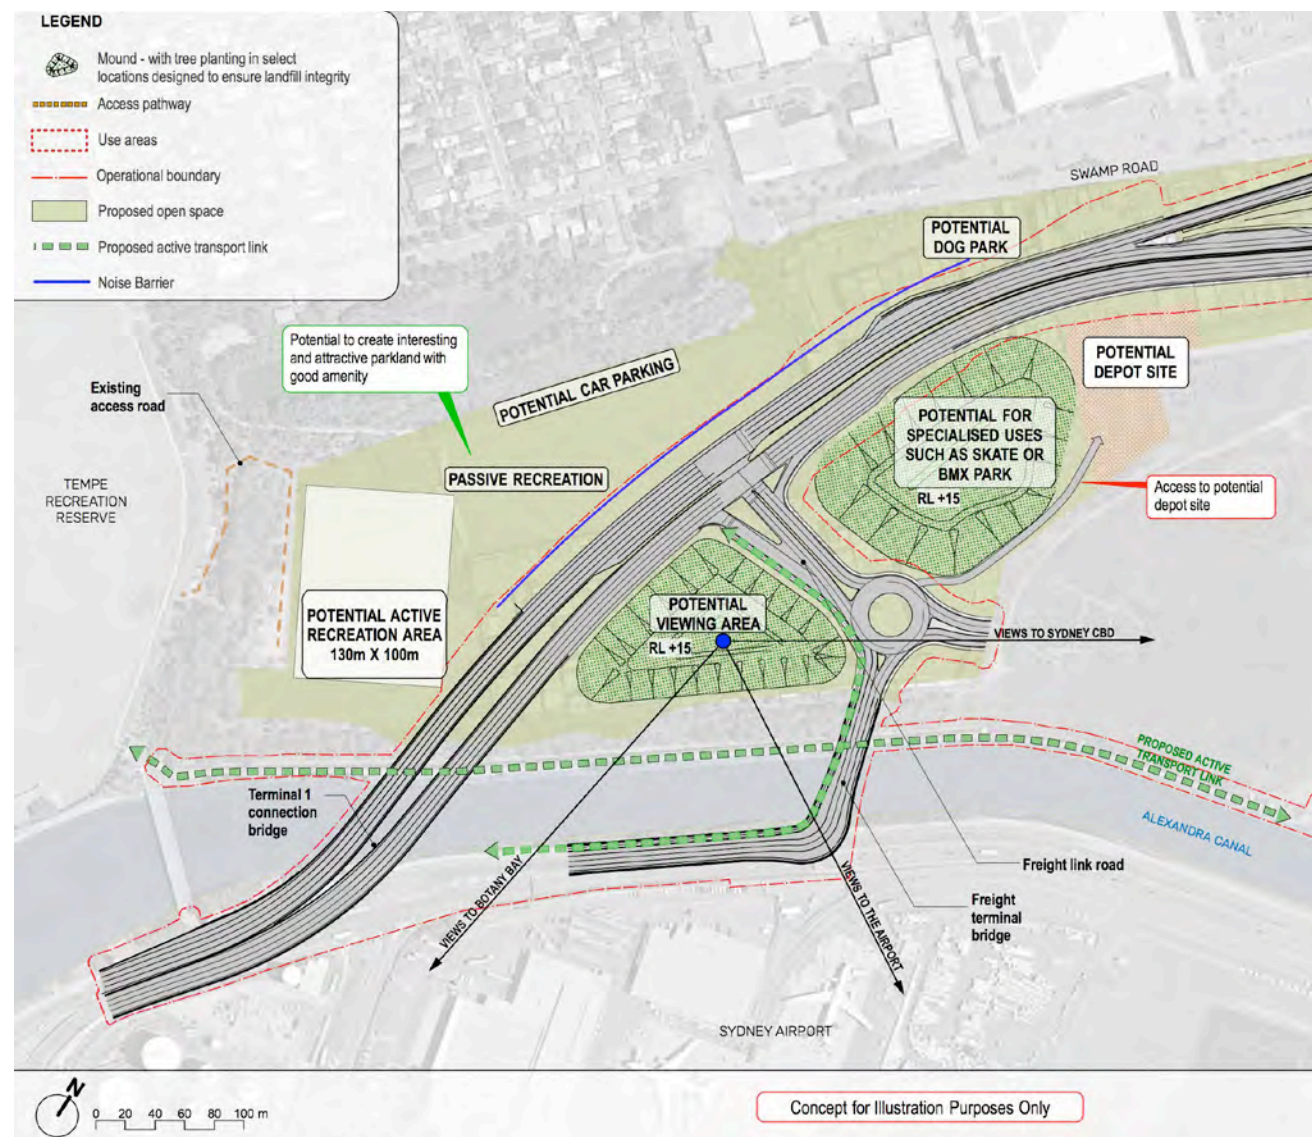 LEGEND
Mound - with tree planting in select
locations designed to ensure landfill integrity
Access pathway
Use areas
Operational boundary
Proposed open space
Proposed active transport link
Noise Barrier
SWAMP ROAD
POTENTIAL
DOG PARK
Potential to create interesting
and attractive parkland with
good amenity
POTENTIAL CAR PARKING
POTENTIAL
DEPOT SITE
Existing
access road
POTENTIAL FOR
SPECIALISED USES
SUCH AS SKATE OR
BMX PARK
RL +15
PASSIVE RECREATION
TEMPE
RECREATION
RESERVE
Access to potential
depot site
POTENTIAL ACTIVE
RECREATION AREA
130m X 100m
POTENTIAL
VIEWING AREA
RL +15
VIEWS TO SYDNEY CBD
PROPOSED ACTIVE
TRANSPORT LINK
Terminal 1
connection
bridge
ALEXANDRA CANAL
Freight link road
VIEWS TO BOTANY BAY
VIEWS TO THE AIRPORT
Freight
terminal
bridge
SYDNEY AIRPORT
N
0 20 40 60 80 100 m
Concept for Illustration Purposes Only